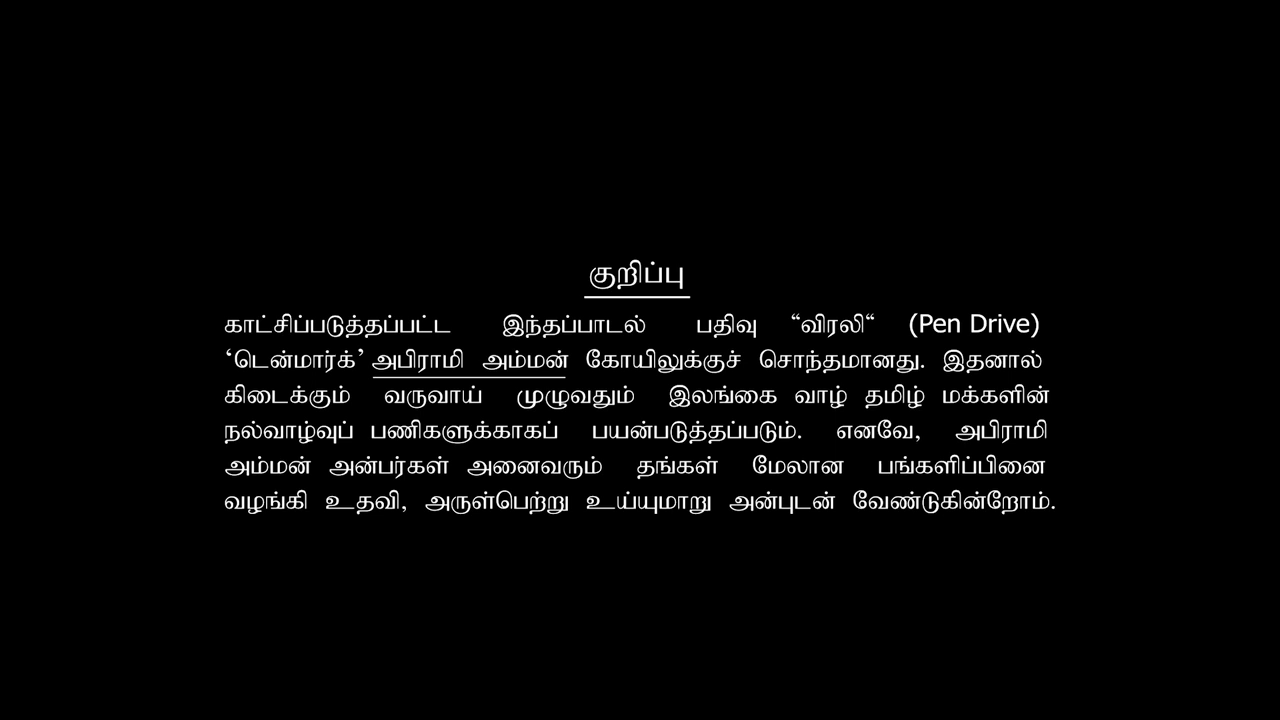 குறிப்பு
காட்சிப்படுத்தப்பட்ட இந்தப்பாடல் பதிவு “விரலி“ (Pen Drive)
‘டென்மார்க்’ அபிராமி அம்மன் கோயிலுக்குச் சொந்தமானது. இதனால்
கிடைக்கும் வருவாய் முழுவதும் இலங்கை வாழ் தமிழ் மக்களின்
நல்வாழ்வுப் பணிகளுக்காகப் பயன்படுத்தப்படும். எனவே, அபிராமி
அம்மன் அன்பர்கள் அனைவரும் தங்கள் மேலான பங்களிப்பினை
வழங்கி உதவி, அருள்பெற்று உய்யுமாறு அன்புடன் வேண்டுகின்றோம்.